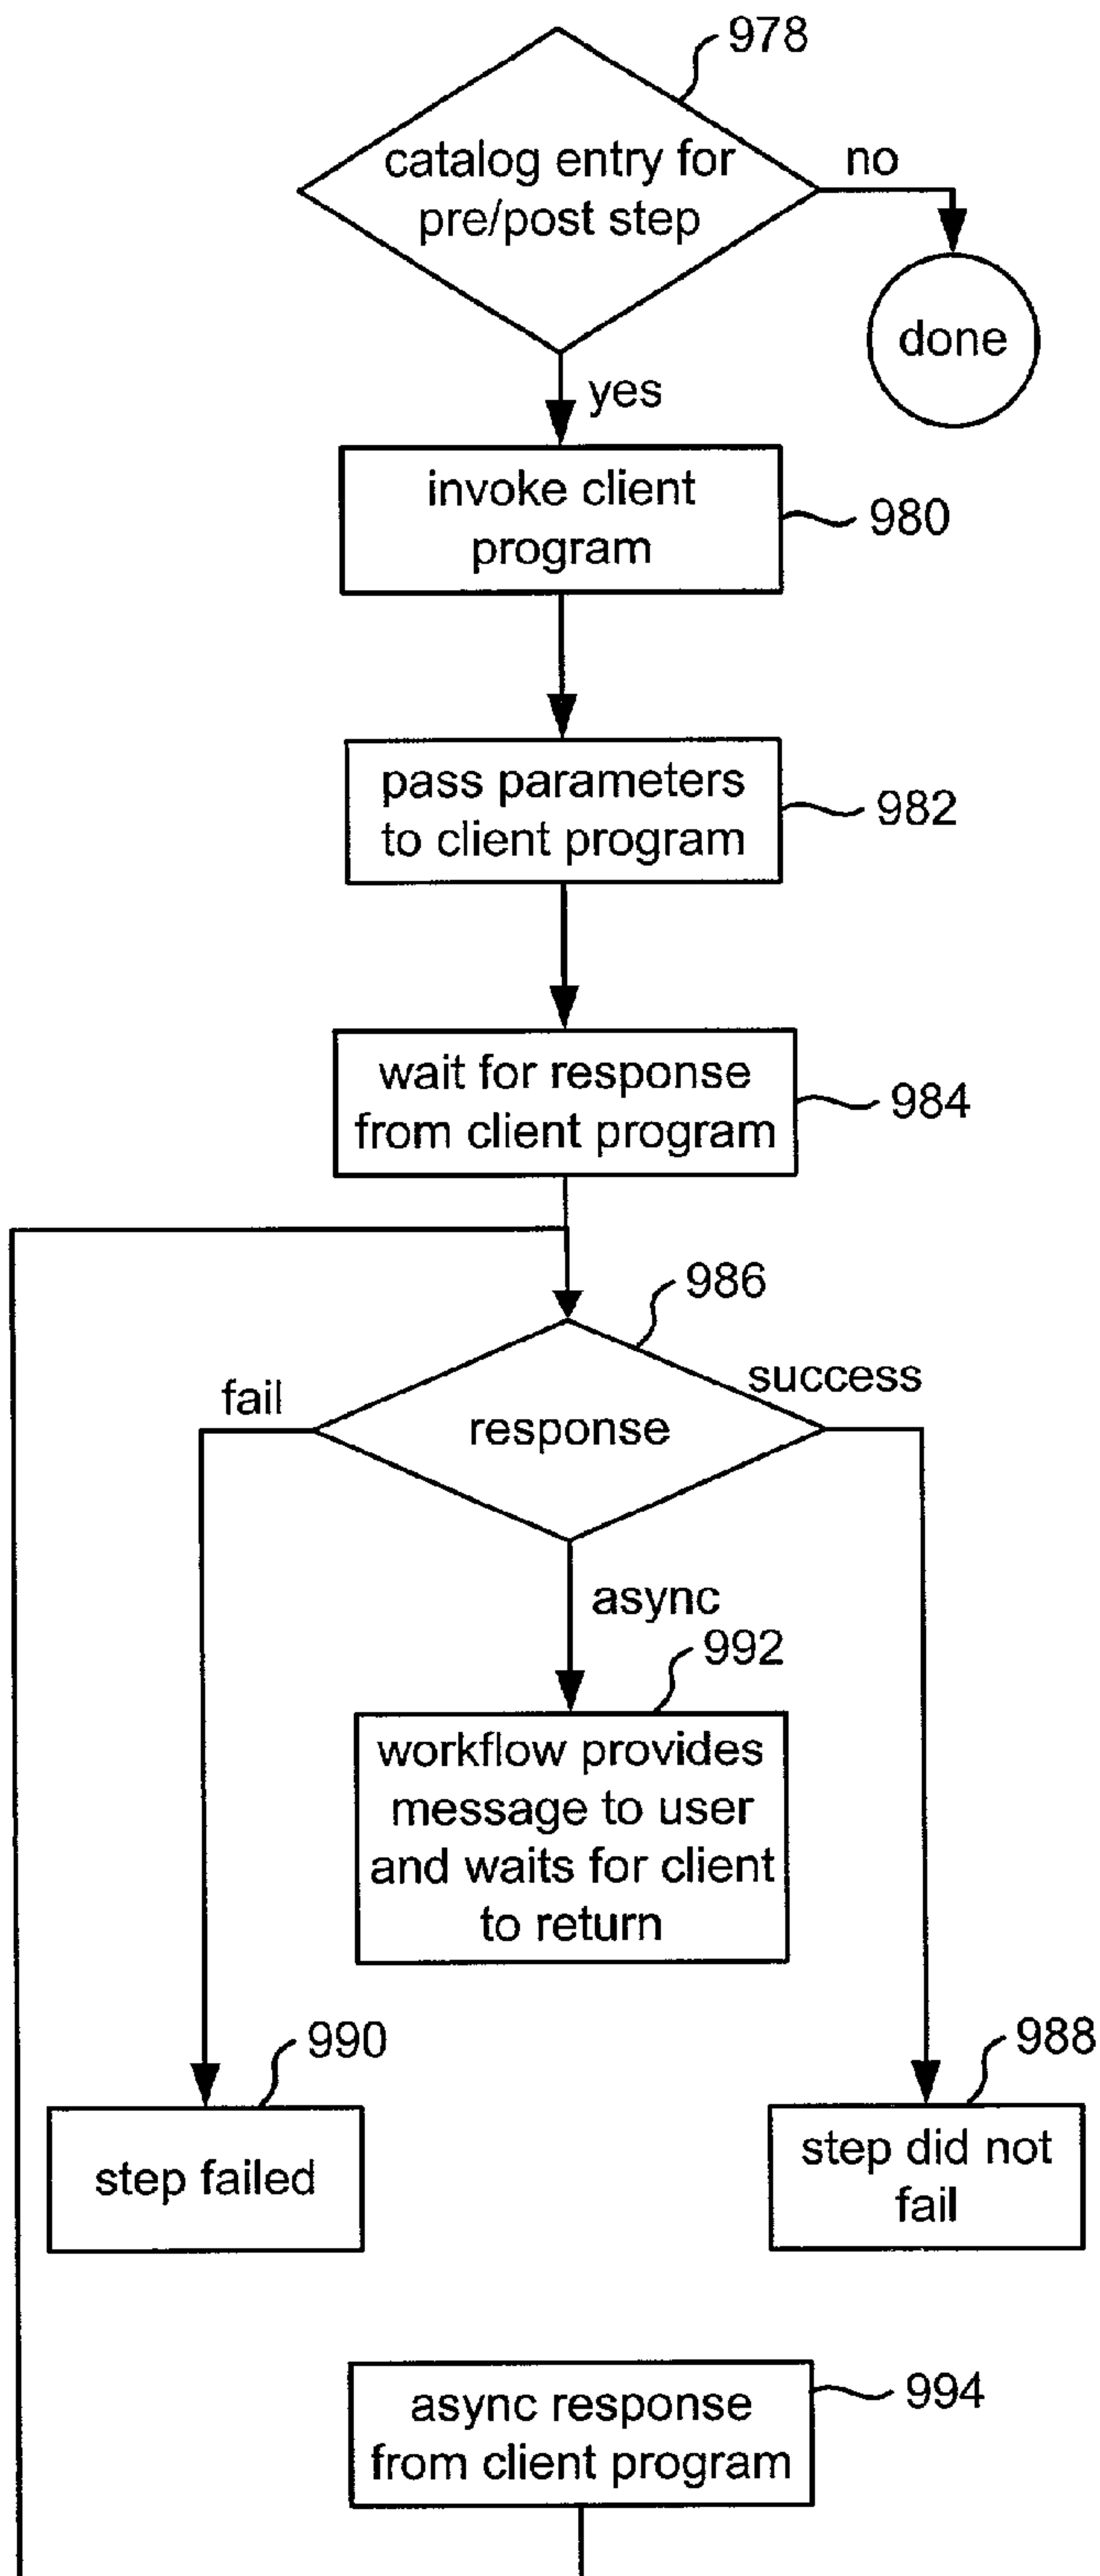 978
catalog entry for
pre/post step
no
done
yes
invoke client
program
980
pass parameters
to client program
982
wait for response
from client program
984
986
fail
success
response
async
992
workflow provides
message to user
and waits for client
to return
990
988
step failed
step did not
fail
async response
from client program
994